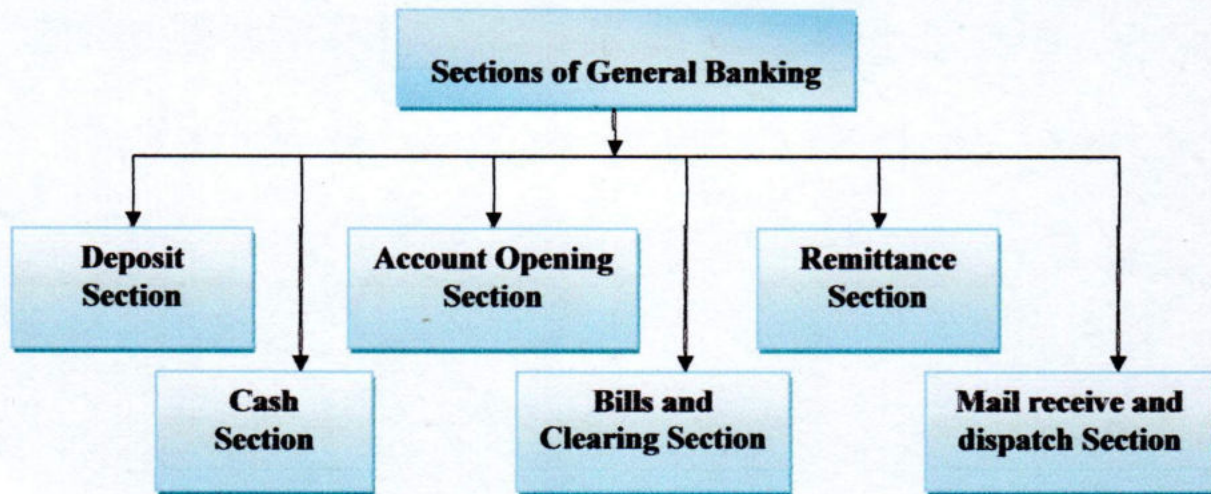 Sections of General Banking
Deposit
Section
Account Opening
Section
Remittance
Section
Cash
Section
Bills and
Clearing Section
Mail receive and
dispatch Section